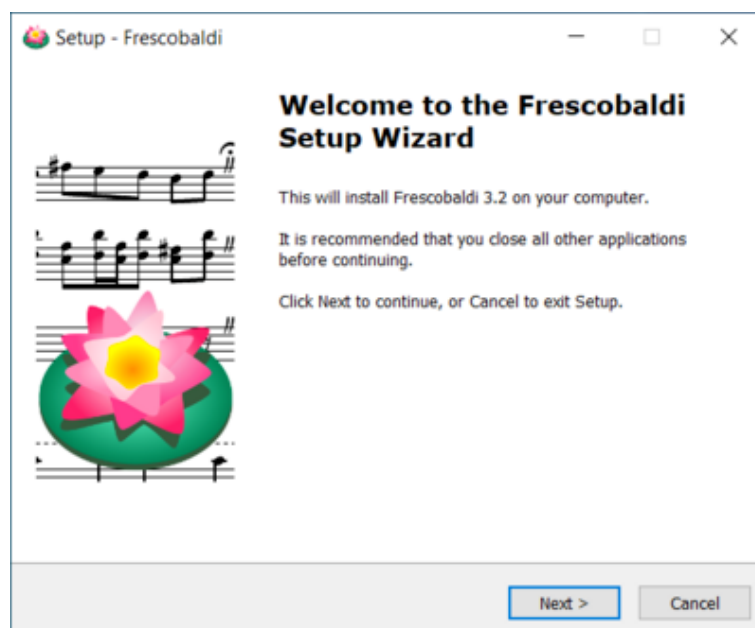 Setup - Frescobaldi
Welcome to the Frescobaldi
Setup Wizard
This will install Frescobaldi 3.2 on your computer.
It is recommended that you close all other applications
before continuing.
Click Next to continue, or Cancel to exit Setup.
Next >
Cancel